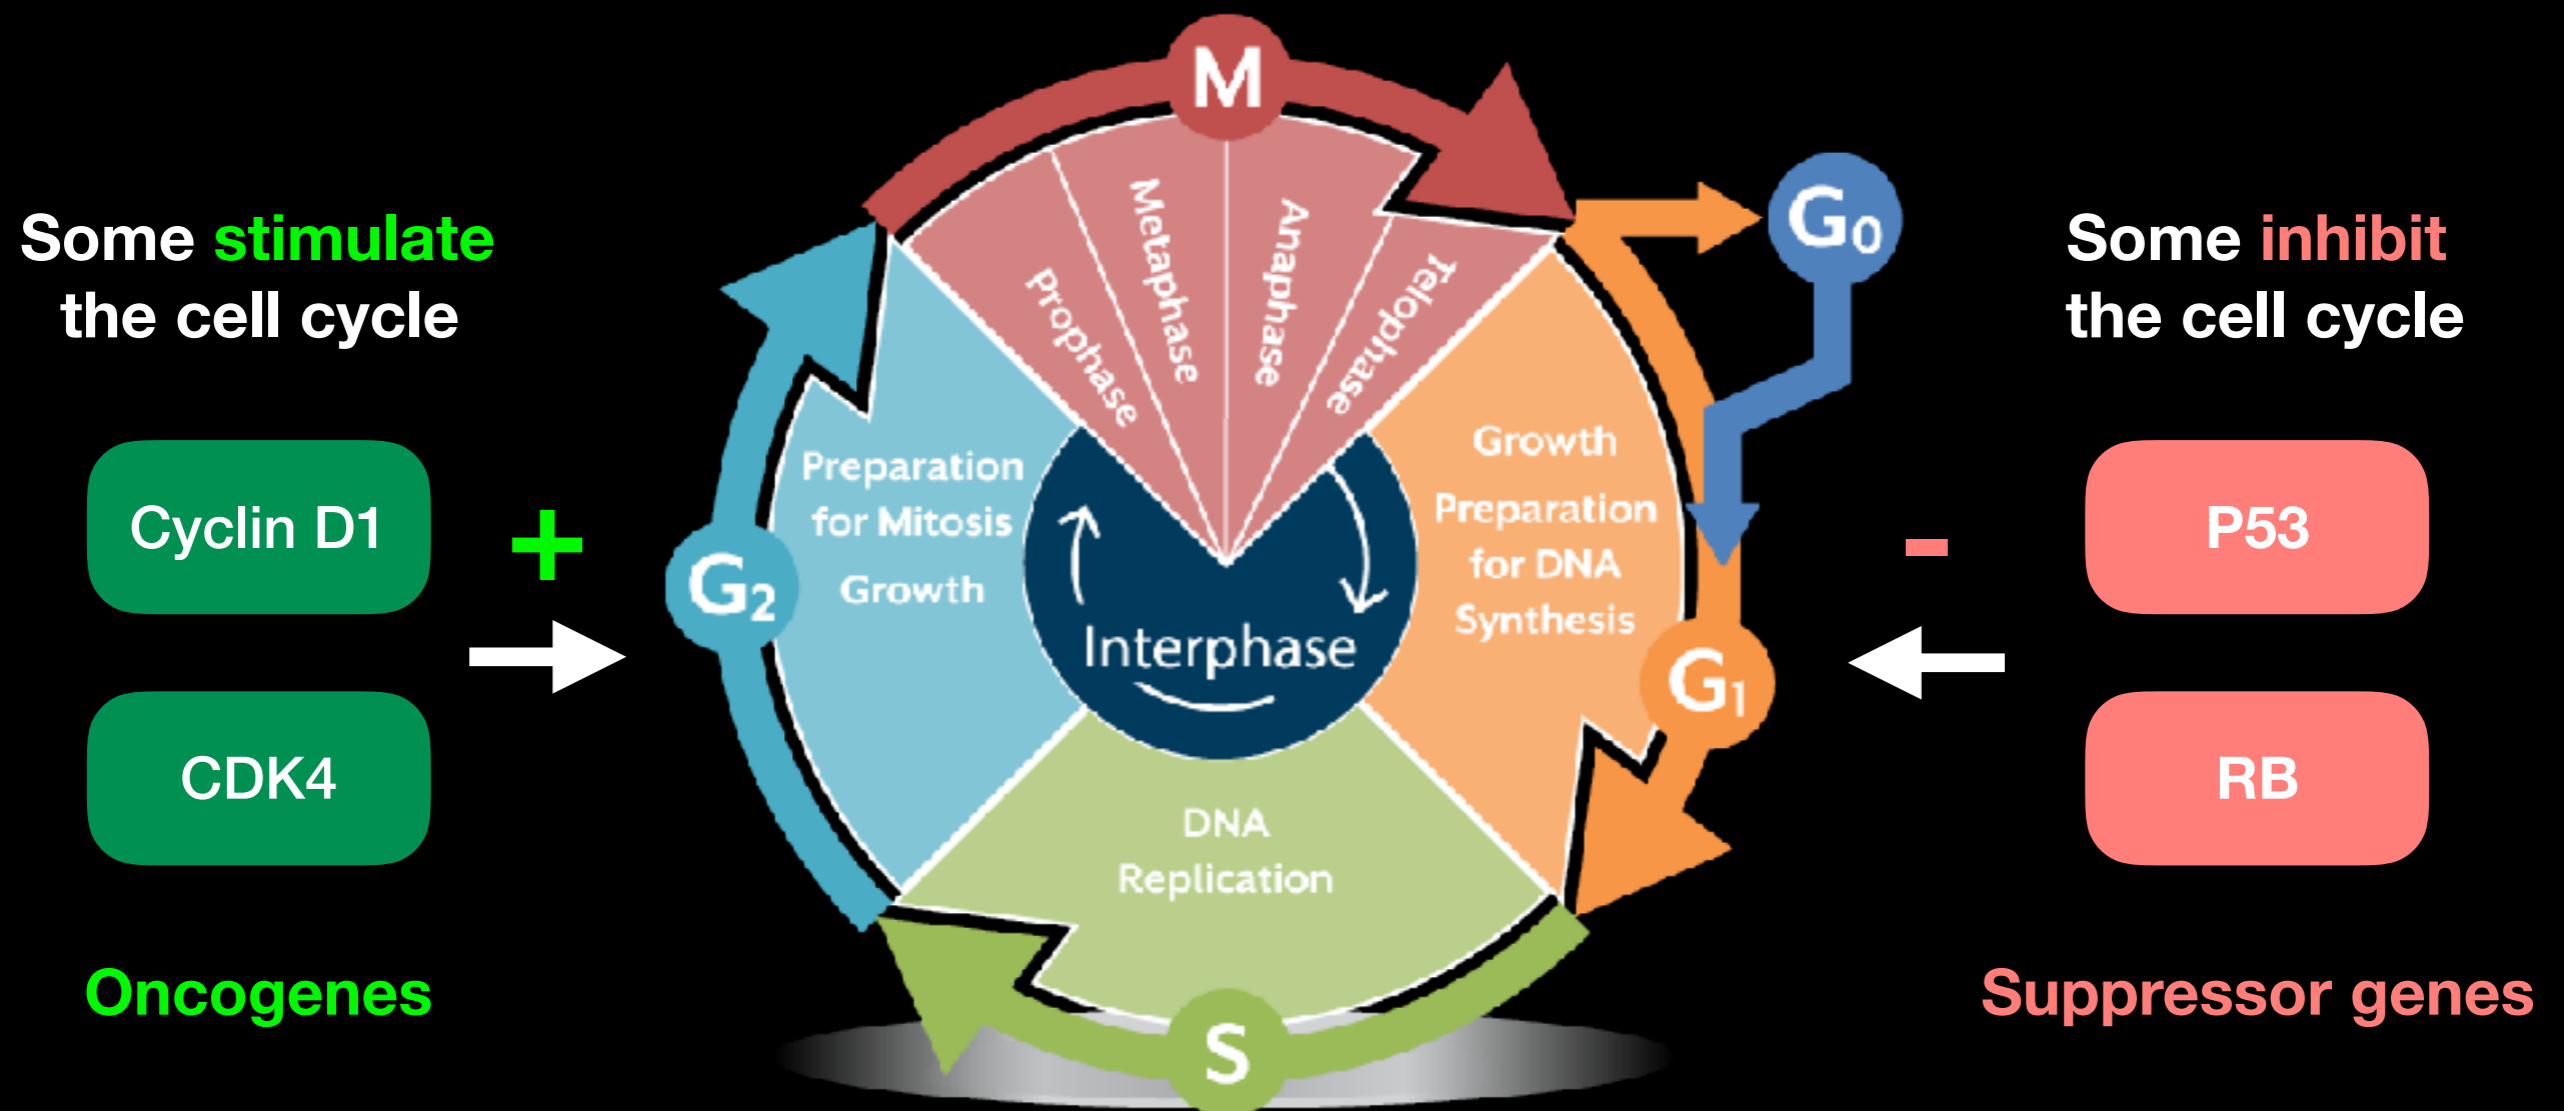 Some stimulate
the cell cycle
Cyclin D1
+
CDK4
Oncogenes
M
Prophase
Metaphase
Anaphase
Telophase
G0
G2
Preparation
for Mitosis
Growth
Interphase
Growth
Preparation
for DNA
Synthesis
G1
DNA
Replication
S
Some inhibit
the cell cycle
-
P53
RB
Suppressor genes